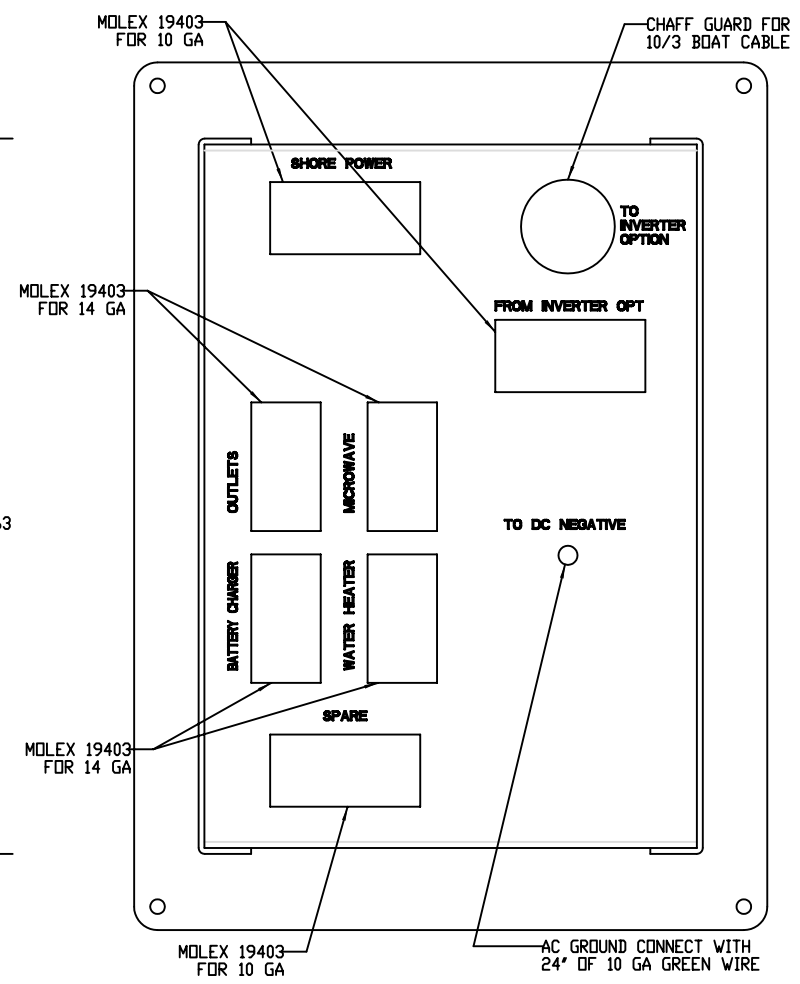 MOLEX 19403
FOR 10 GA
CHAFF GUARD FOR
10/3 BOAT CABLE
SHORE POWER
TO
INVERTER
OPTION
MOLEX 19403
FOR 14 GA
FROM INVERTER OPT
OUTLETS
MICROWAVE
TO DC NEGATIVE
BATTERY CHARGER
WATER HEATER
SPARE
MOLEX 19403
FOR 14 GA
MOLEX 19403
FOR 10 GA
AC GROUND CONNECT WITH
24" OF 10 GA GREEN WIRE